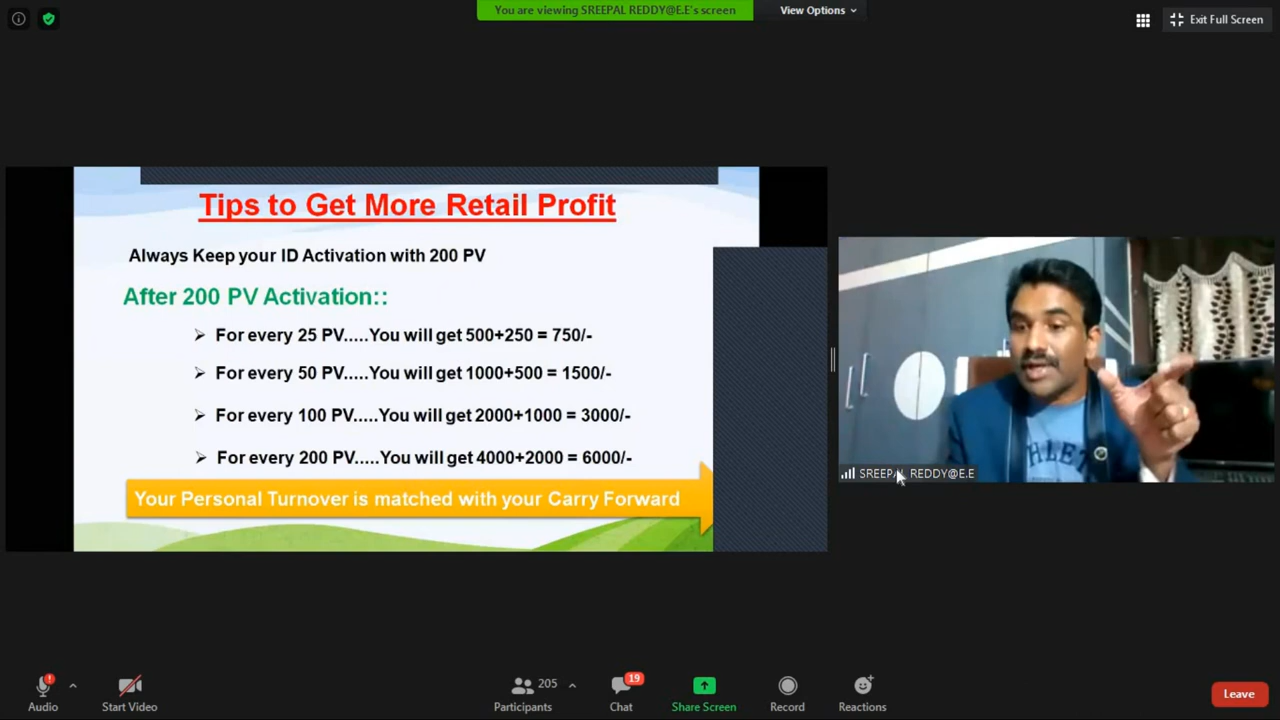 You are viewing SREEPAL REDDY@E.E's screen
View Options
Exit Full Screen
Tips to Get More Retail Profit
Always Keep your ID Activation with 200 PV
After 200 PV Activation::
For every 25 PV.....You will get 500+250 = 750/-
For every 50 PV.....You will get 1000+500 = 1500/-
For every 100 PV.....You will get 2000+1000 = 3000/-
For every 200 PV.....You will get 4000+2000 = 6000/-
Your Personal Turnover is matched with your Carry Forward
SREEPAL REDDY@E.E
Audio
Start Video
205
Participants
19
Chat
Share Screen
Record
Reactions
Leave